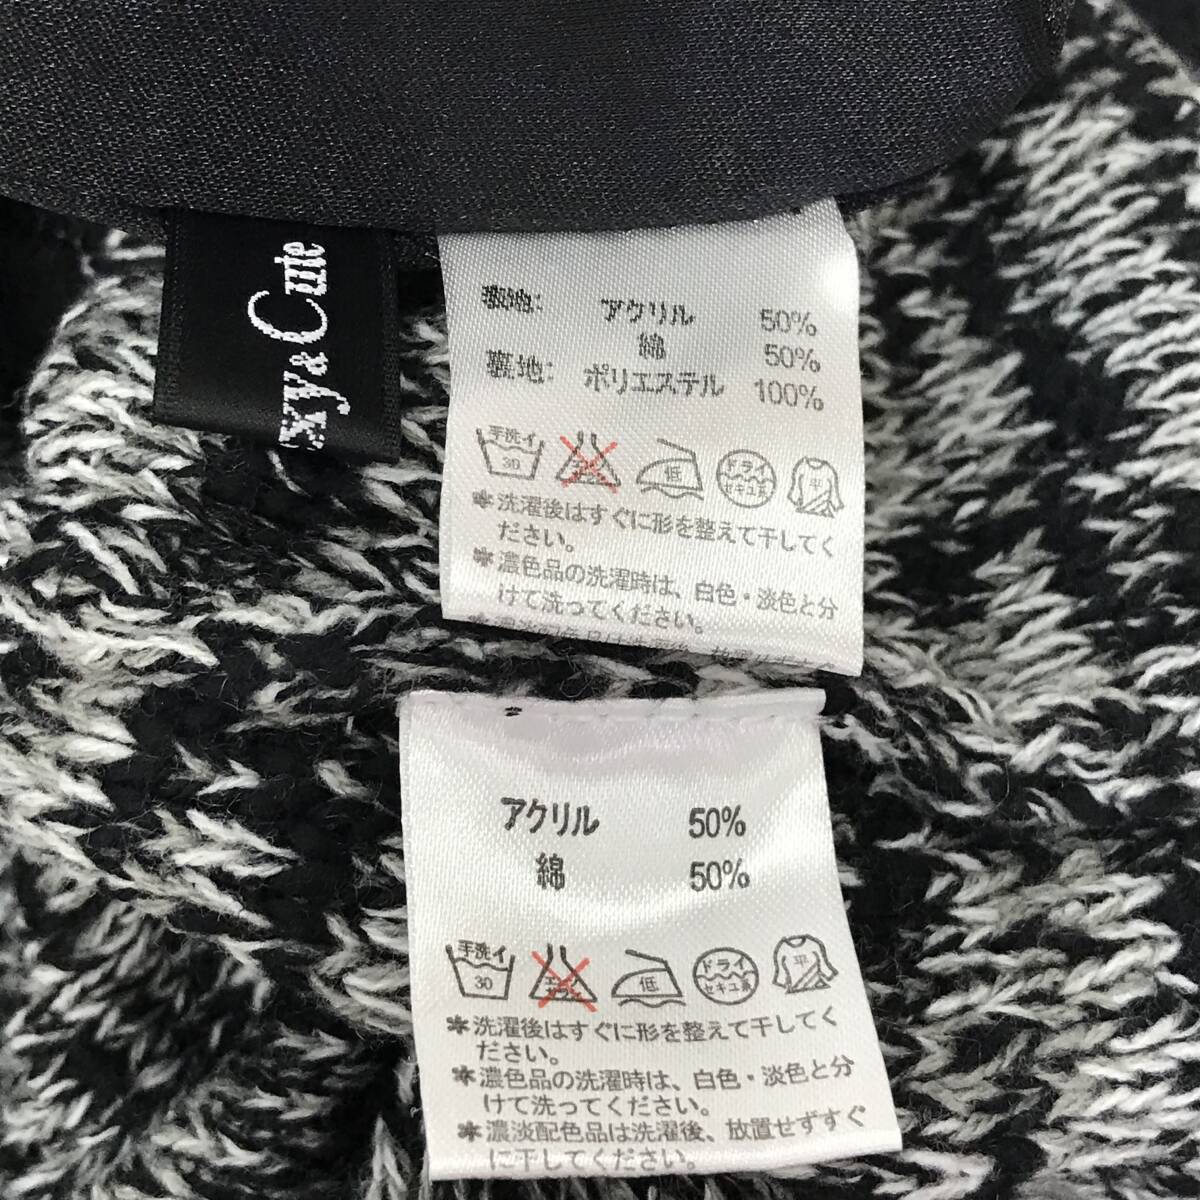 xy & Cute
表地: アクリル 50%
綿 50%
裏地: ポリエステル 100%
手洗イ
30
低
ドライ
セキユ系
平
＊洗濯後はすぐに形を整えて干してく
ださい。
＊濃色品の洗濯時は、白色・淡色と分
けて洗ってください。
アクリル 50%
綿 50%
手洗イ
30
低
ドライ
セキユ系
平
＊洗濯後はすぐに形を整えて干してく
ださい。
＊濃色品の洗濯時は、白色・淡色と分
けて洗ってください。
＊濃淡配色品は洗濯後、放置せずすぐ
に干してください。